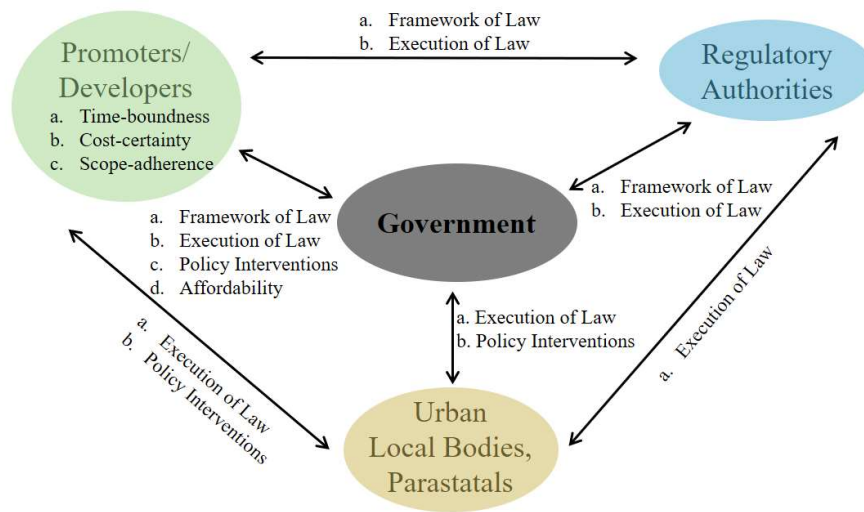 a. Framework of Law
b. Execution of Law
Promoters/
Developers
a. Time-boundness
b. Cost-certainty
c. Scope-adherence
Regulatory
Authorities
Government
a. Framework of Law
b. Execution of Law
a. Framework of Law
b. Execution of Law
c. Policy Interventions
d. Affordability
a. Execution of Law
b. Policy Interventions
a. Execution of Law
b. Policy Interventions
a. Execution of Law
Urban
Local Bodies,
Parastatals